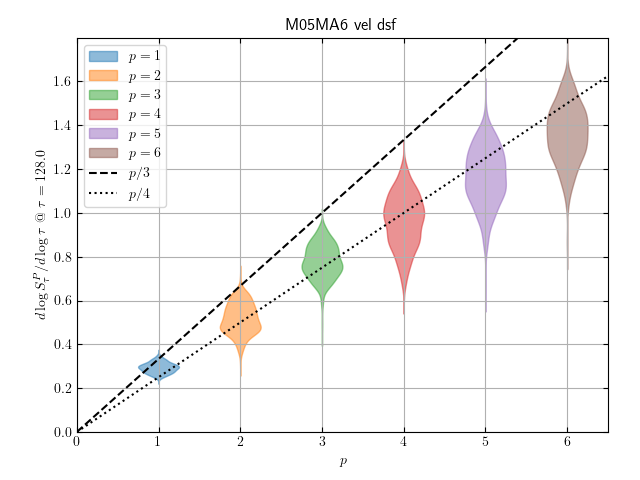 M05MA6 vel dsf
d log S_τ^P / d log τ @ τ = 128.0
1.6
1.4
1.2
1.0
0.8
0.6
0.4
0.2
0.0
p = 1
p = 2
p = 3
p = 4
p = 5
p = 6
p/3
p/4
0 1 2 3 4 5 6
p